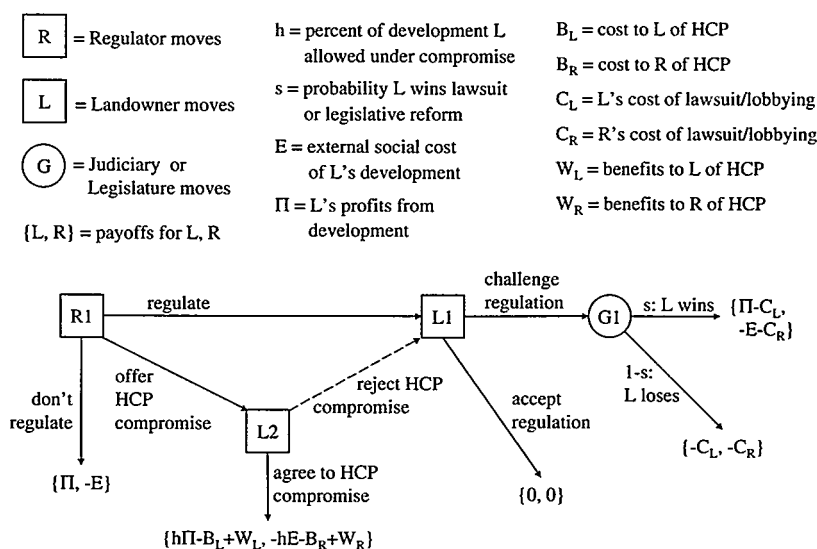 R = Regulator moves
L = Landowner moves
G = Judiciary or
Legislature moves
{L, R} = payoffs for L, R
h = percent of development L
allowed under compromise
s = probability L wins lawsuit
or legislative reform
E = external social cost
of L's development
Π = L's profits from
development
B_L = cost to L of HCP
B_R = cost to R of HCP
C_L = L's cost of lawsuit/lobbying
C_R = R's cost of lawsuit/lobbying
W_L = benefits to L of HCP
W_R = benefits to R of HCP
R1
regulate
L1
challenge
regulation
G1
s: L wins
{Π-C_L,
-E-C_R}
don't
regulate
offer
HCP
compromise
reject HCP
compromise
L2
accept
regulation
1-s:
L loses
{Π, -E}
agree to HCP
compromise
{0, 0}
{-C_L, -C_R}
{hΠ-B_L+W_L, -hE-B_R+W_R}